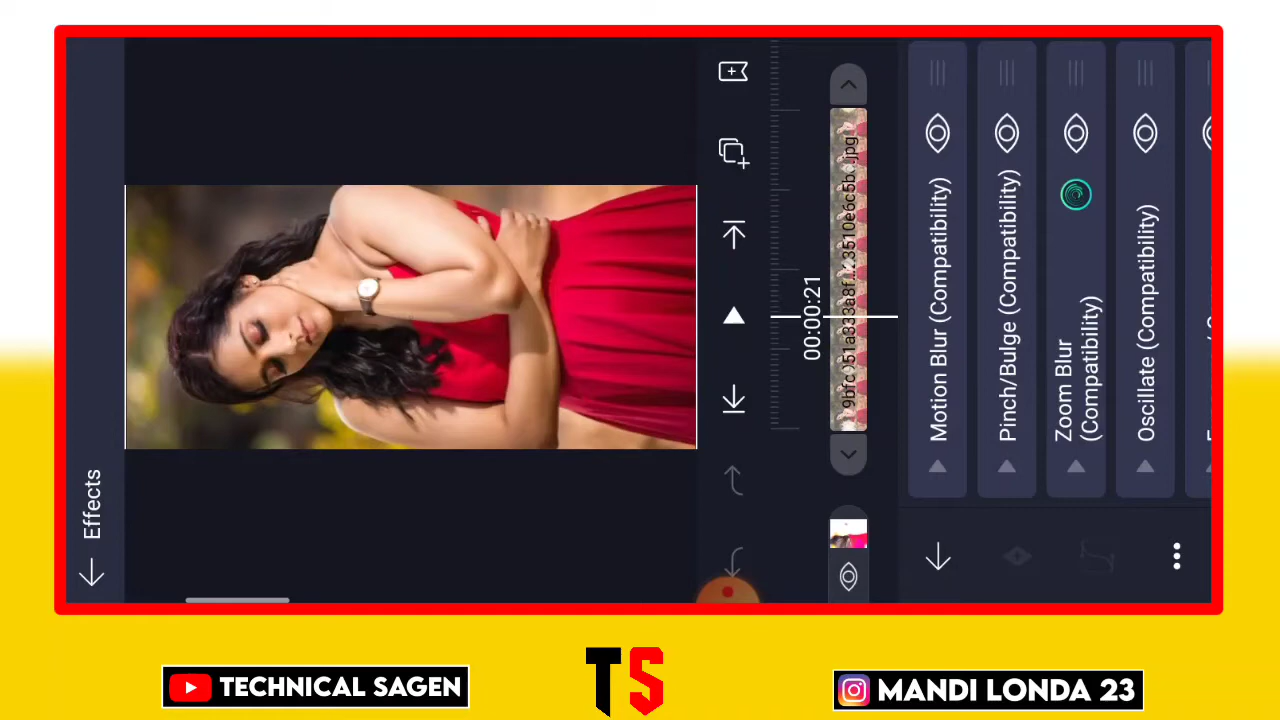 Effects
00:00:21
Motion Blur (Compatibility)
Pinch/Bulge (Compatibility)
Zoom Blur
(Compatibility)
Oscillate (Compatibility)
TECHNICAL SAGEN
TS
MANDI LONDA 23